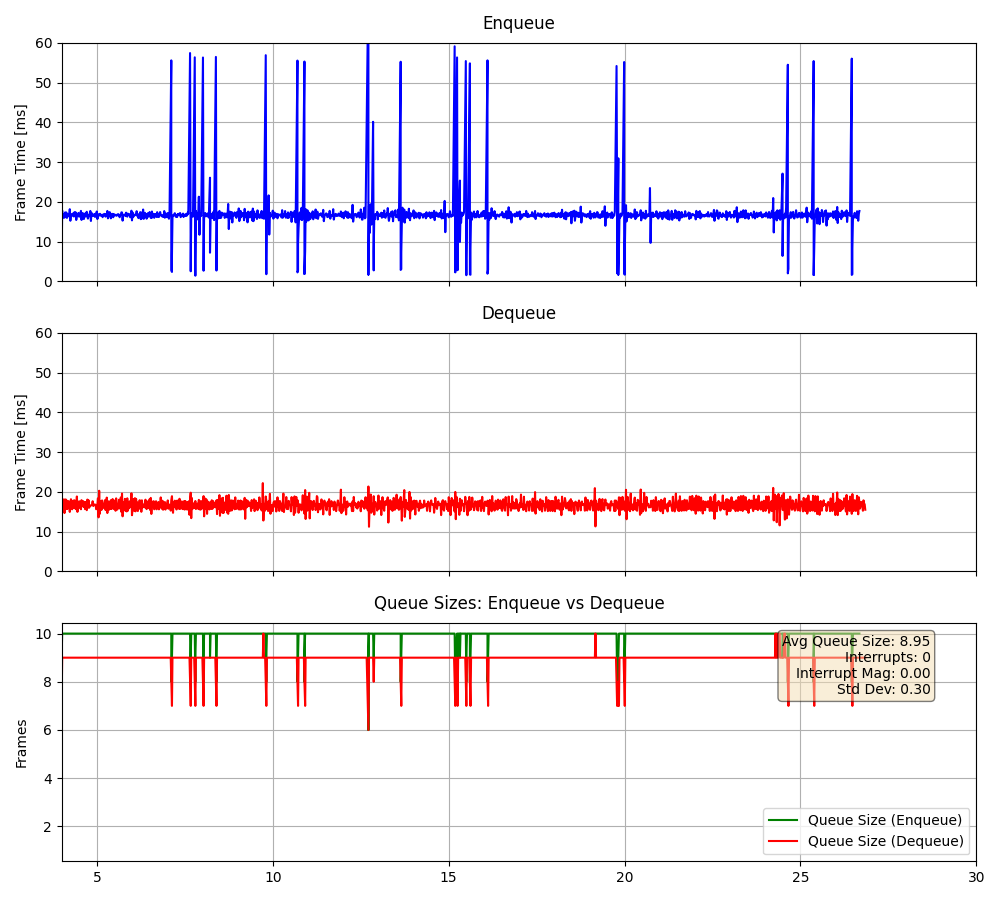 Enqueue
Frame Time [ms]
60
50
40
30
20
10
0
Dequeue
Frame Time [ms]
60
50
40
30
20
10
0
Queue Sizes: Enqueue vs Dequeue
Frames
10
8
6
4
2
Avg Queue Size: 8.95
Interrupts: 0
Interrupt Mag: 0.00
Std Dev: 0.30
Queue Size (Enqueue)
Queue Size (Dequeue)
5 10 15 20 25 30